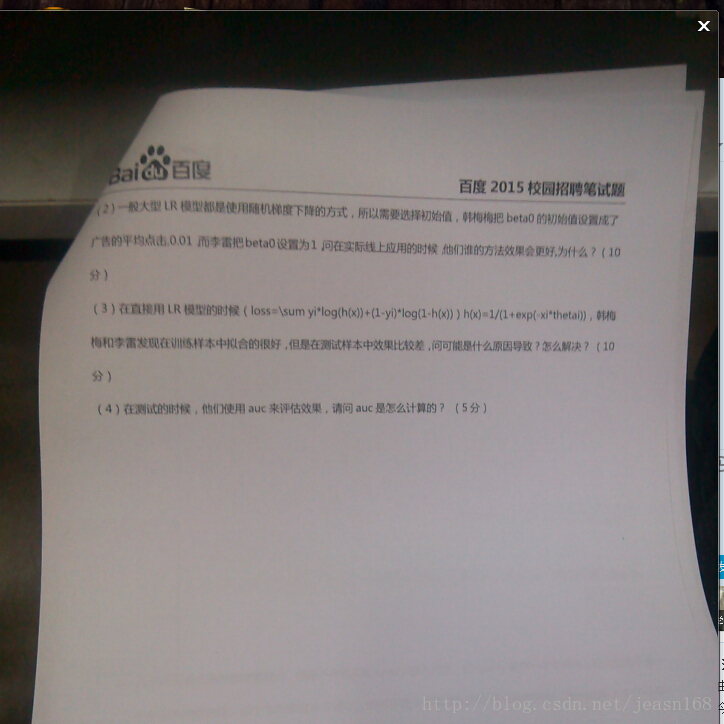 Baidu百度
百度 2015 校园招聘笔试题
（2）一般大型 LR 模型都是使用随机梯度下降的方式，所以需要选择初始值，韩梅梅把 beta0 的初始值设置成了
广告的平均点击,0.01 ,而李雷把 beta0 设置为 1 ,问在实际线上应用的时候 ,他们谁的方法效果会更好,为什么？（10
分）
（3）在直接用 LR 模型的时候（ loss=\sum yi*log(h(x))+(1-yi)*log(1-h(x)) ) h(x)=1/(1+exp(-xi*thetai))，韩梅
梅和李雷发现在训练样本中拟合的很好 , 但是在测试样本中效果比较差 , 问可能是什么原因导致？怎么解决？（10
分）
（4）在测试的时候，他们使用 auc 来评估效果，请问 auc 是怎么计算的？ （5 分）
http://blog.csdn.net/jeasn168